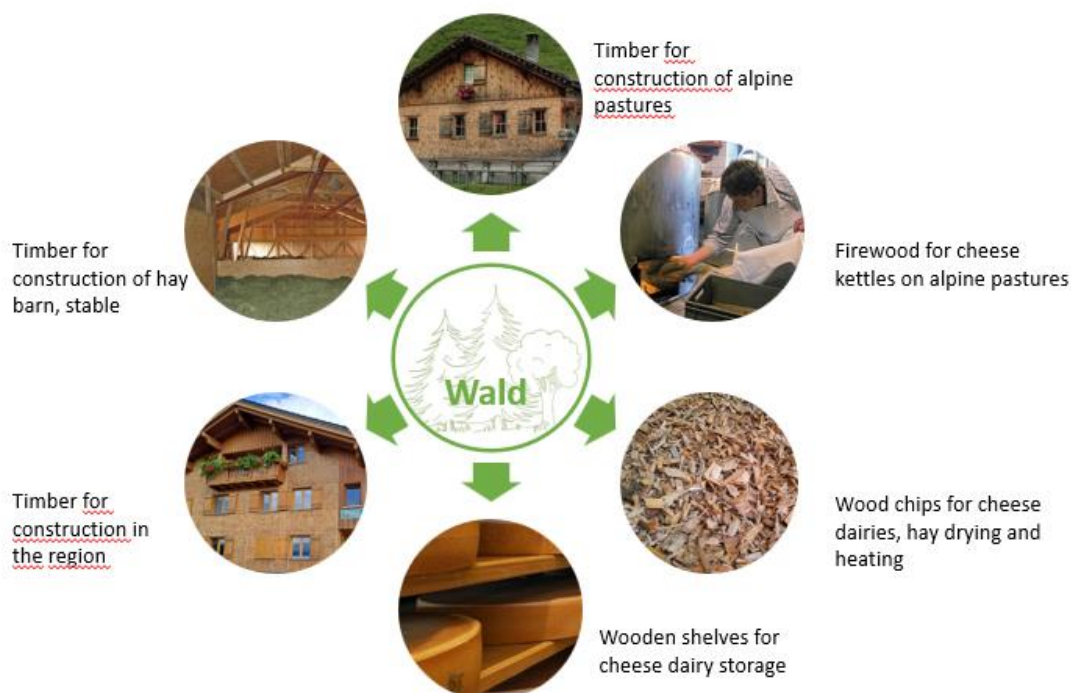 Timber for
construction of alpine
pastures
Timber for
construction of hay
barn, stable
Firewood for cheese
kettles on alpine pastures
Wald
Timber for
construction in
the region
Wood chips for cheese
dairies, hay drying and
heating
Wooden shelves for
cheese dairy storage